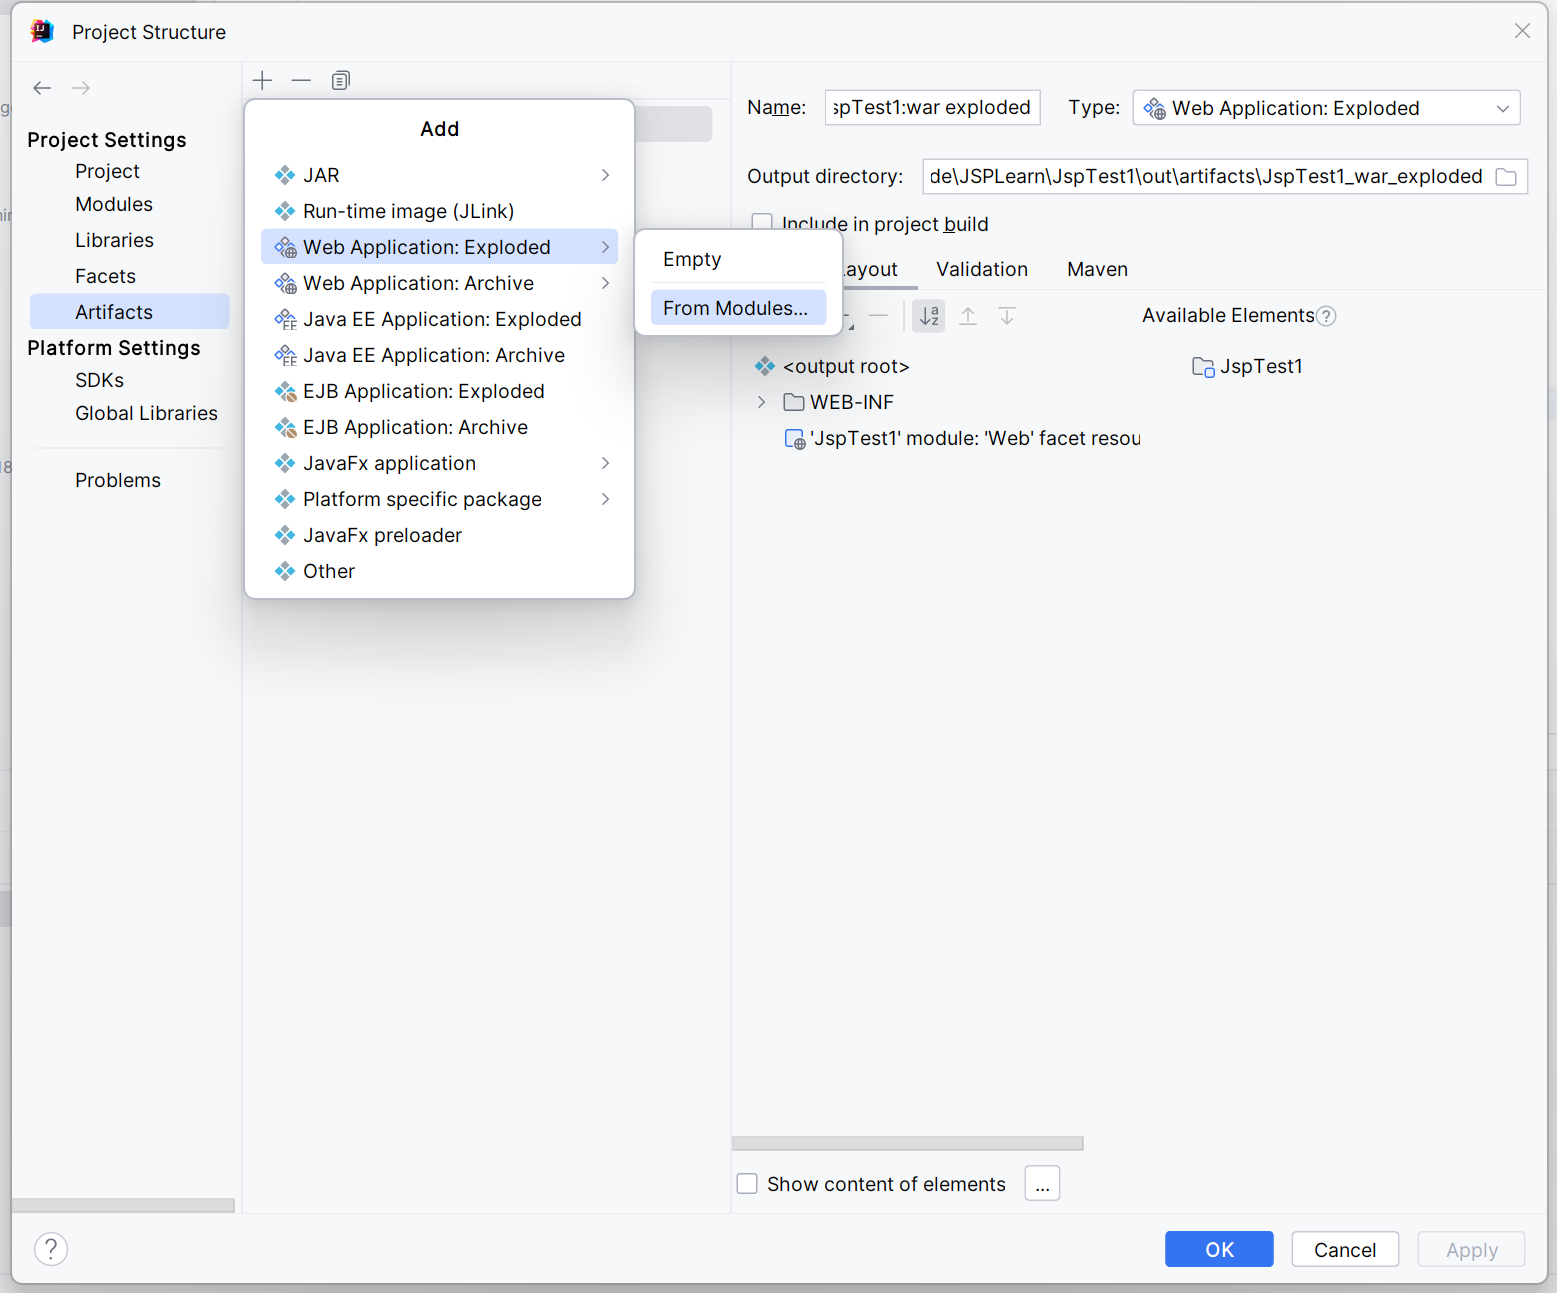 Project Structure
Project Settings
Project
Modules
Libraries
Facets
Artifacts
Platform Settings
SDKs
Global Libraries
Problems
Add
JAR
Run-time image (JLink)
Web Application: Exploded
Web Application: Archive
Java EE Application: Exploded
Java EE Application: Archive
EJB Application: Exploded
EJB Application: Archive
JavaFx application
Platform specific package
JavaFx preloader
Other
Empty
From Modules...
Name: spTest1:war exploded Type: Web Application: Exploded
Output directory: de\JSPLearn\JspTest1\out\artifacts\JspTest1_war_exploded
Include in project build
ayout Validation Maven
Available Elements ?
<output root> JspTest1
WEB-INF
'JspTest1' module: 'Web' facet resou
Show content of elements ...
? OK Cancel Apply